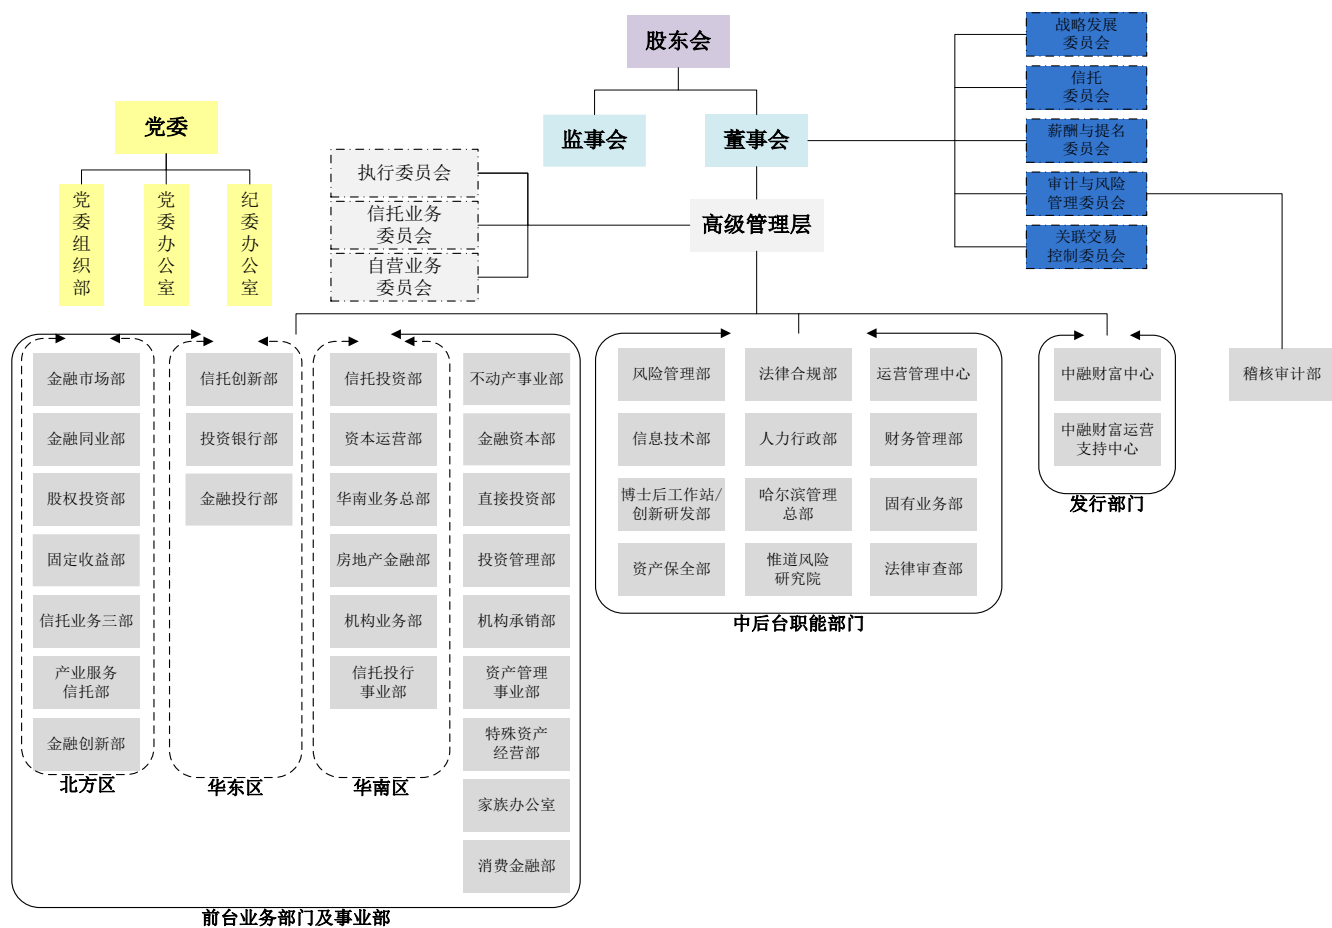 股东会
监事会
董事会
高级管理层
党委
党委组织部
党委办公室
纪委办公室
执行委员会
信托业务
委员会
自营业务
委员会
战略发展
委员会
信托
委员会
薪酬与提名
委员会
审计与风险
管理委员会
关联交易
控制委员会
金融市场部
金融同业部
股权投资部
固定收益部
信托业务三部
产业服务
信托部
金融创新部
北方区
信托创新部
投资银行部
金融投行部
华东区
信托投资部
资本运营部
华南业务总部
房地产金融部
机构业务部
信托投行
事业部
华南区
不动产事业部
金融资本部
直接投资部
投资管理部
机构承销部
资产管理
事业部
特殊资产
经营部
家族办公室
消费金融部
前台业务部门及事业部
风险管理部
法律合规部
运营管理中心
信息技术部
人力行政部
财务管理部
博士后工作站/
创新研发部
哈尔滨管理
总部
固有业务部
资产保全部
惟道风险
研究院
法律审查部
中后台职能部门
中融财富中心
中融财富运营
支持中心
发行部门
稽核审计部